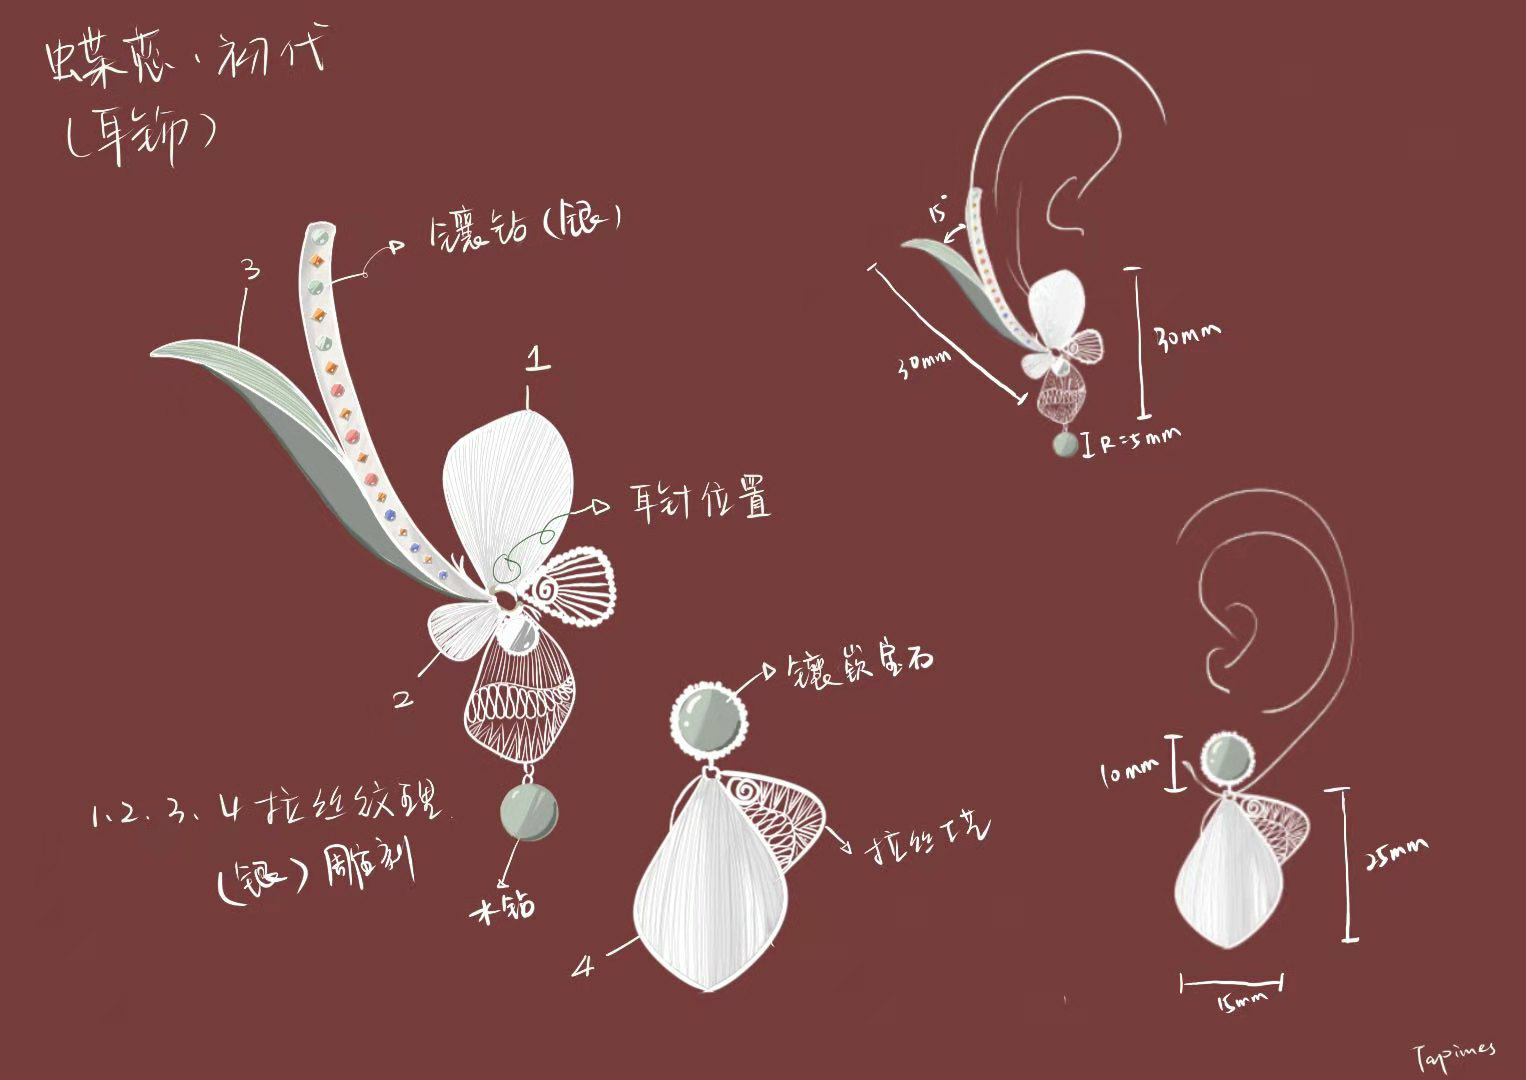 蝶恋·初代
(耳饰)
镶钻(银)
3
1
耳针位置
2
镶嵌宝石
1.2.3.4拉丝纹理
(银)雕刻
水钻
拉丝工艺
4
15°
30mm
30mm
R=5mm
10mm
25mm
15mm
Tapimes